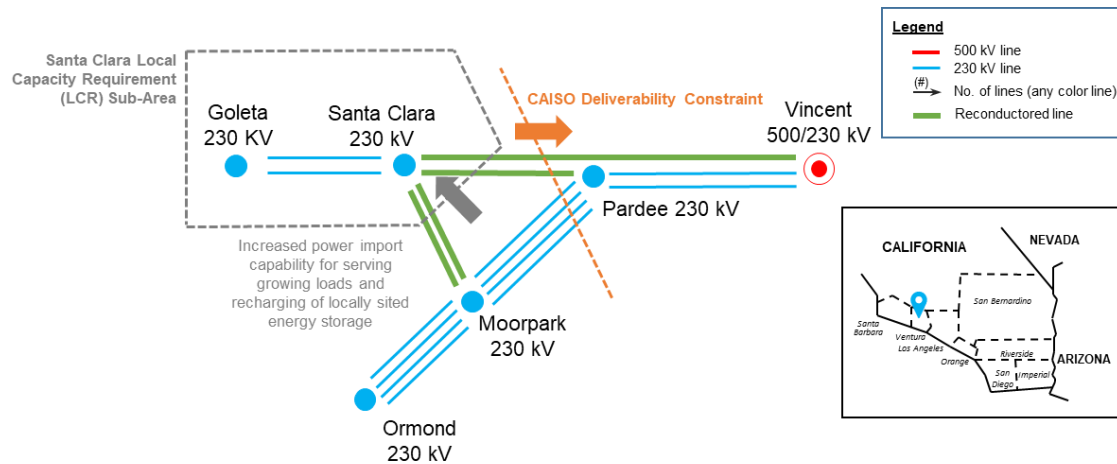 Santa Clara Local
Capacity Requirement
(LCR) Sub-Area
Goleta
230 KV
Santa Clara
230 kV
CAISO Deliverability Constraint
Vincent
500/230 kV
Pardee 230 kV
Increased power import
capability for serving
growing loads and
recharging of locally sited
energy storage
Moorpark
230 kV
Ormond
230 kV
Legend
500 kV line
230 kV line
(#)
No. of lines (any color line)
Reconductored line
CALIFORNIA
NEVADA
San Bernardino
Santa
Barbara
Ventura
Los Angeles
Orange
Riverside
San
Diego
Imperial
ARIZONA